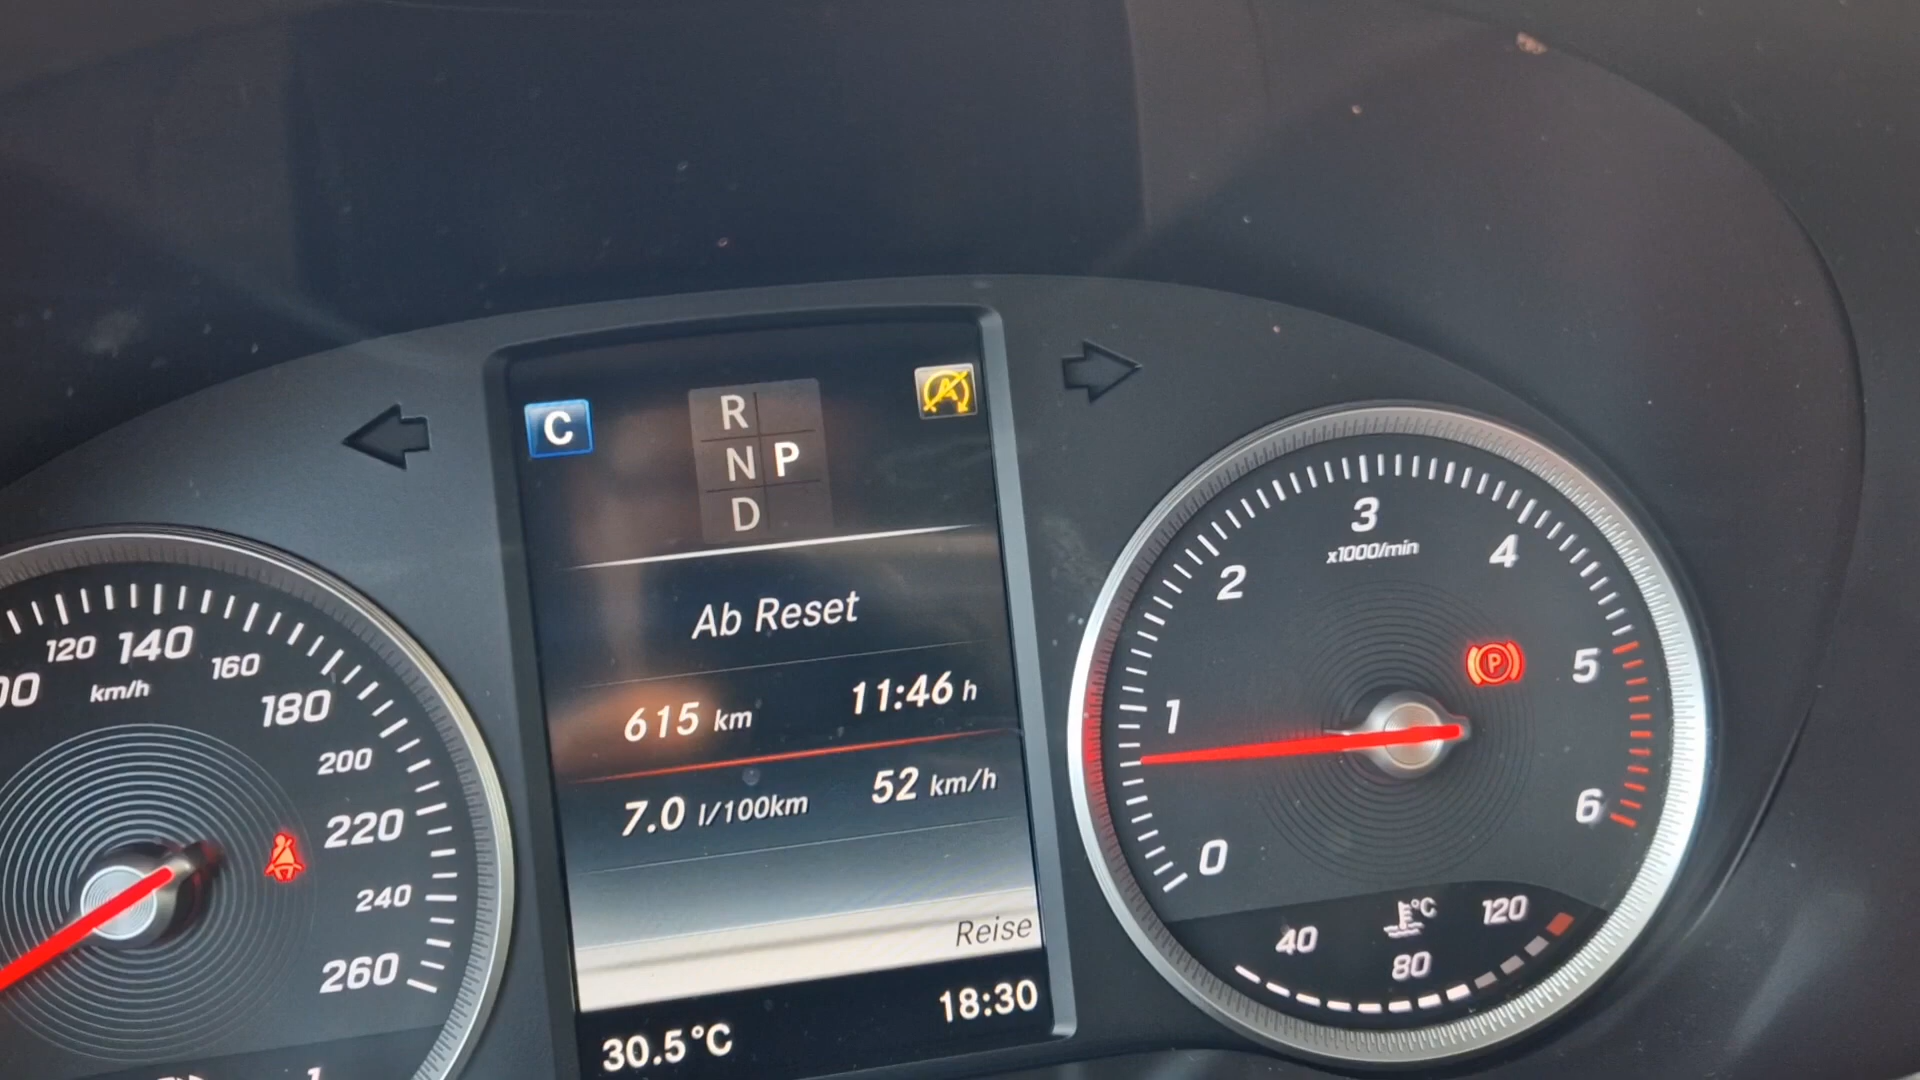 C
R
N P
D
A
Ab Reset
615 km 11:46 h
7.0 l/100km 52 km/h
Reise
30.5°C 18:30
120
140
160
km/h
180
200
220
240
260
0
1
2
3
x1000/min
4
5
6
P
°C
40
80
120